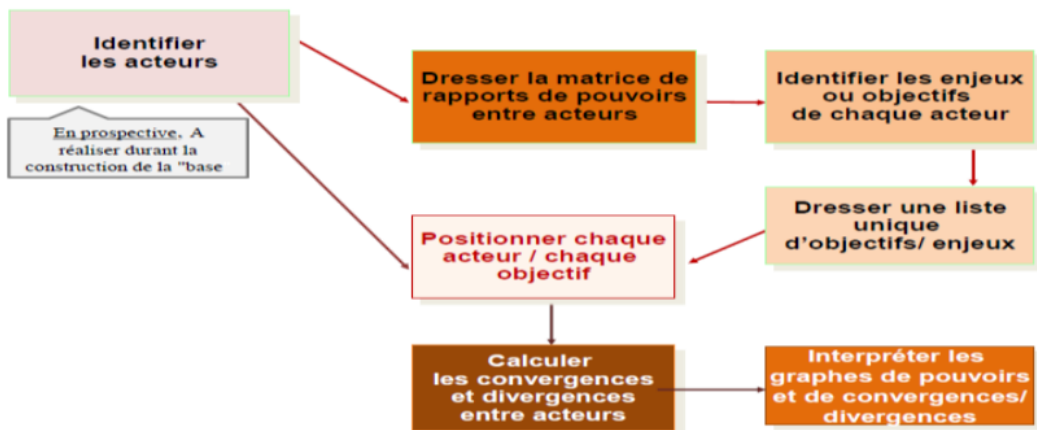 Identifier
les acteurs
En prospective. A
réaliser durant la
construction de la "base
Dresser la matrice de
rapports de pouvoirs
entre acteurs
Identifier les enjeux
ou objectifs
de chaque acteur
Dresser une liste
unique
d'objectifs/ enjeux
Positionner chaque
acteur / chaque
objectif
Calculer
les convergences
et divergences
entre acteurs
Interpréter les
graphes de pouvoirs
et de convergences/
divergences